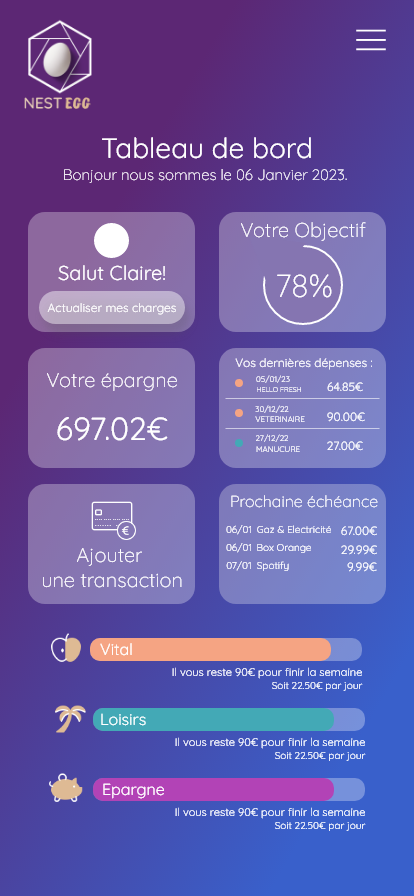 NEST EGG
Tableau de bord
Bonjour nous sommes le 06 Janvier 2023.
Salut Claire!
Actualiser mes charges
Votre Objectif
78%
Votre épargne
697.02€
Vos dernières dépenses :
05/01/23
HELLO FRESH
64.85€
30/12/22
VETERINAIRE
90.00€
27/12/22
MANUCURE
27.00€
€
Ajouter
une transaction
Prochaine échéance
06/01 Gaz & Electricité 67.00€
06/01 Box Orange 29.99€
07/01 Spotify 9.99€
Vital
Il vous reste 90€ pour finir la semaine
Soit 22.50€ par jour
Loisirs
Il vous reste 90€ pour finir la semaine
Soit 22.50€ par jour
Epargne
Il vous reste 90€ pour finir la semaine
Soit 22.50€ par jour